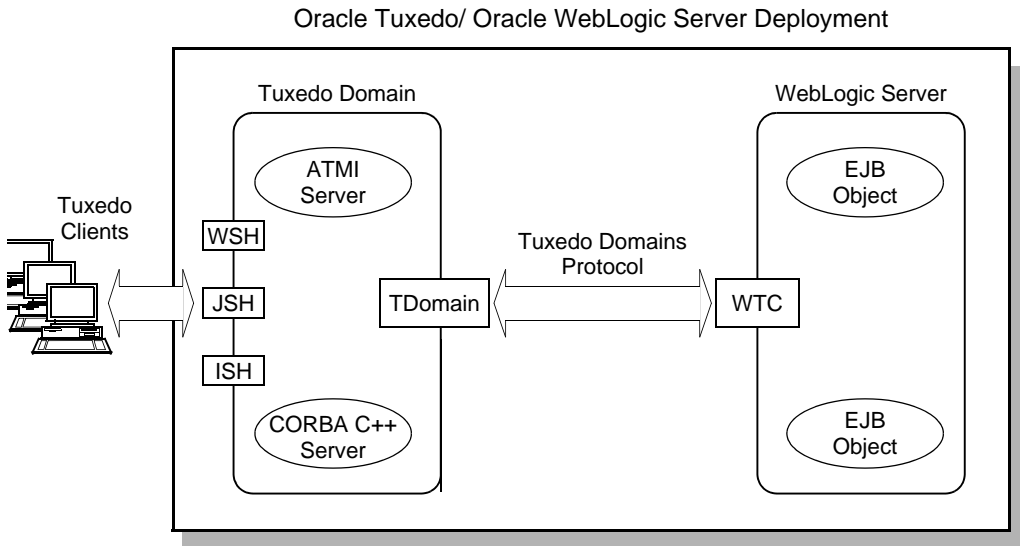 Oracle Tuxedo/ Oracle WebLogic Server Deployment
Tuxedo Domain
WebLogic Server
ATMI
Server
EJB
Object
Tuxedo
Clients
WSH
Tuxedo Domains
Protocol
JSH
TDomain
WTC
ISH
CORBA C++
Server
EJB
Object